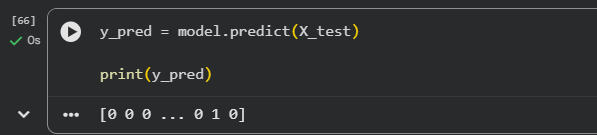 [66]
0s
y_pred = model.predict(X_test)
print(y_pred)
[0 0 0 ... 0 1 0]